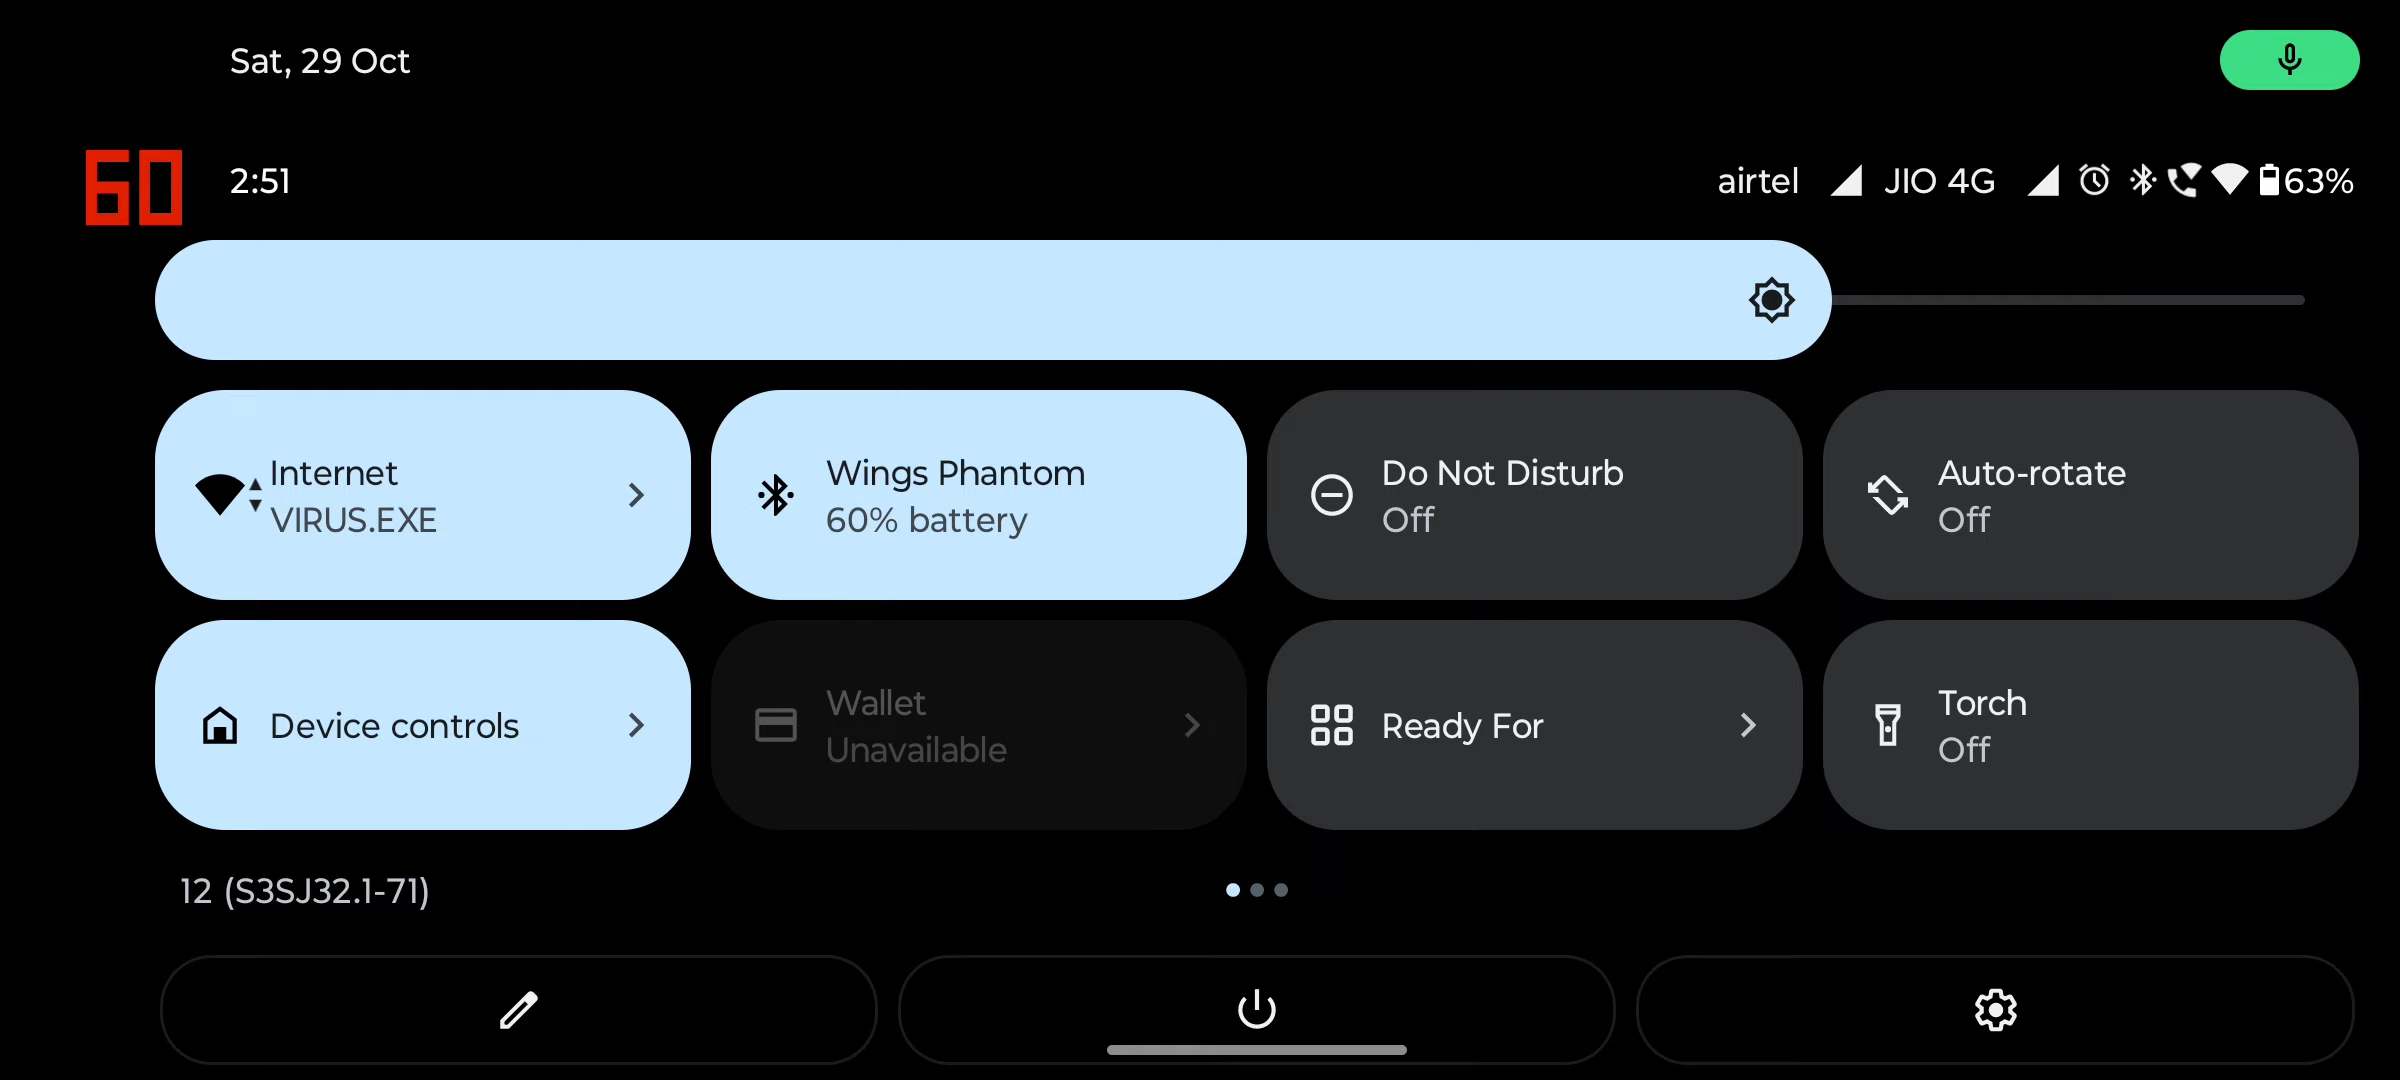 Sat, 29 Oct
60
2:51
airtel JIO 4G 63%
Internet
VIRUS.EXE
Wings Phantom
60% battery
Do Not Disturb
Off
Auto-rotate
Off
Device controls
Wallet
Unavailable
Ready For
Torch
Off
12 (S3SJ32.1-71)